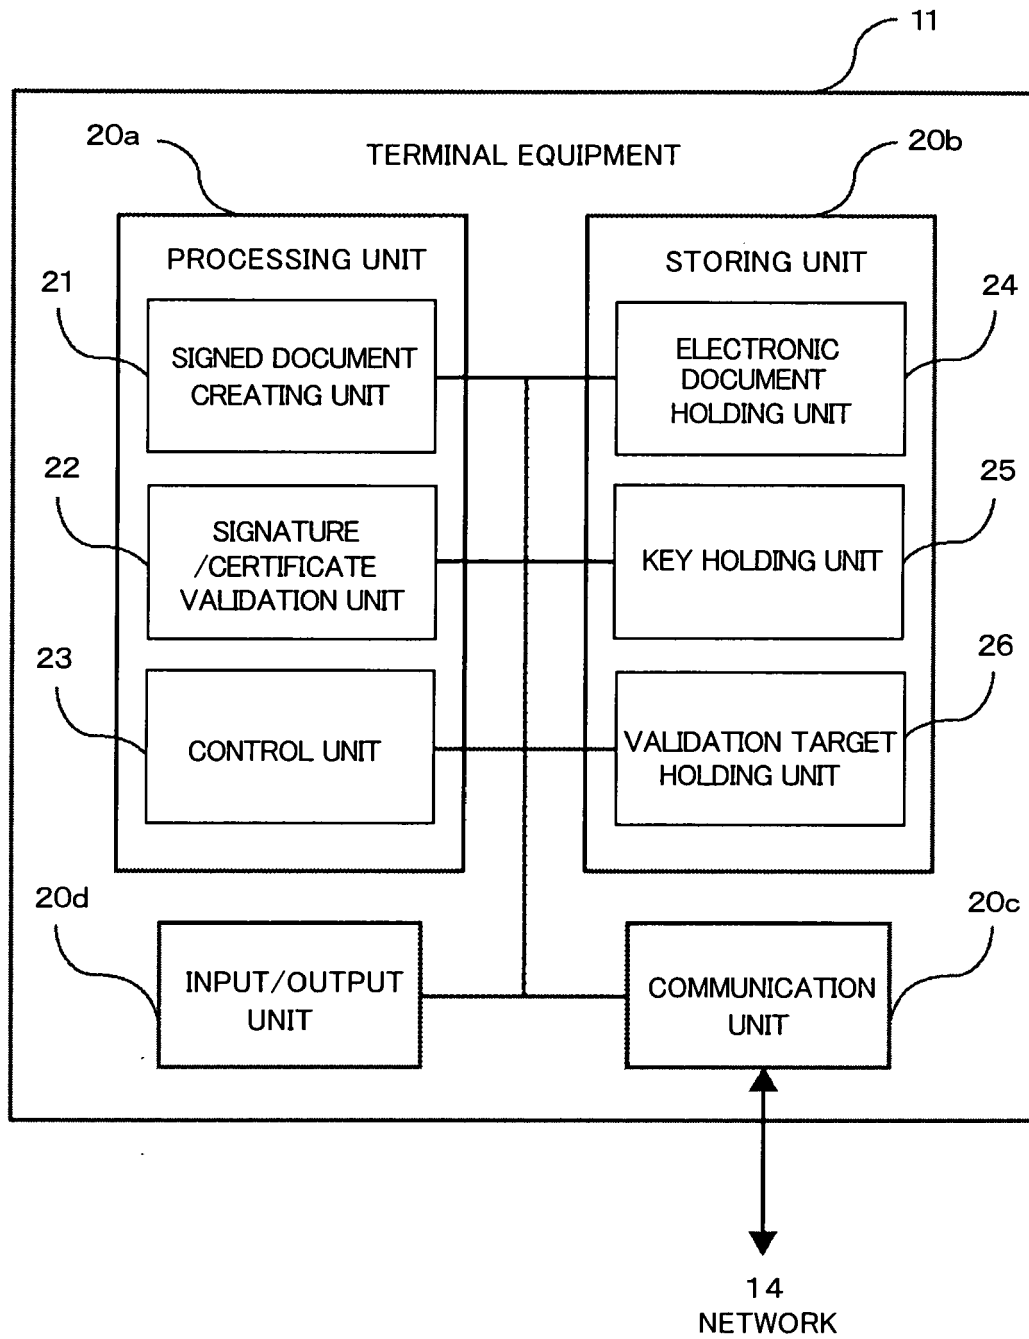 11
20a
TERMINAL EQUIPMENT
20b
PROCESSING UNIT
STORING UNIT
21
SIGNED DOCUMENT
CREATING UNIT
24
ELECTRONIC
DOCUMENT
HOLDING UNIT
22
SIGNATURE
/CERTIFICATE
VALIDATION UNIT
25
KEY HOLDING UNIT
23
CONTROL UNIT
26
VALIDATION TARGET
HOLDING UNIT
20d
INPUT/OUTPUT
UNIT
20c
COMMUNICATION
UNIT
14
NETWORK